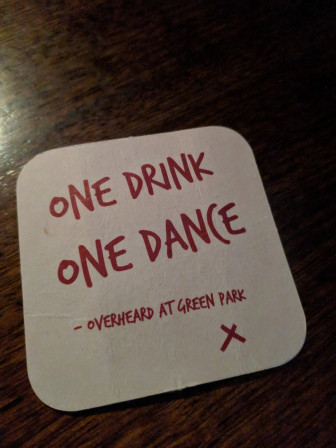 ONE DRINK
ONE DANCE
- OVERHEARD AT GREEN PARK
X